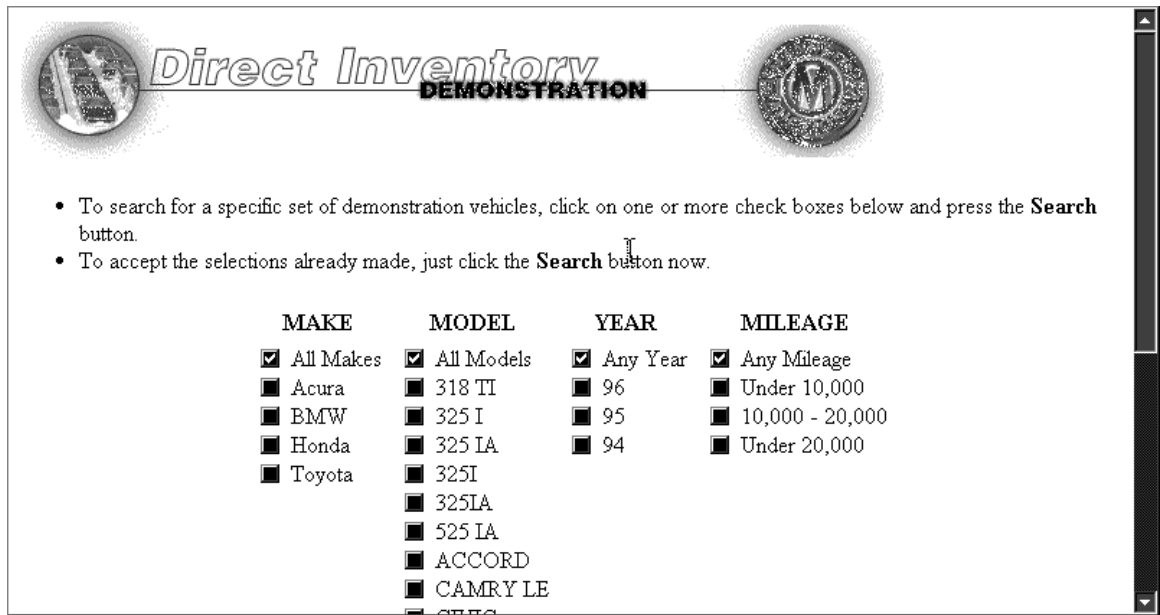 Direct Inventory
DEMONSTRATION
• To search for a specific set of demonstration vehicles, click on one or more check boxes below and press the Search
button.
• To accept the selections already made, just click the Search button now.
MAKE MODEL YEAR MILEAGE
All Makes All Models Any Year Any Mileage
Acura 318 TI 96 Under 10,000
BMW 325 I 95 10,000 - 20,000
Honda 325 IA 94 Under 20,000
Toyota 325I
325IA
525 IA
ACCORD
CAMRY LE